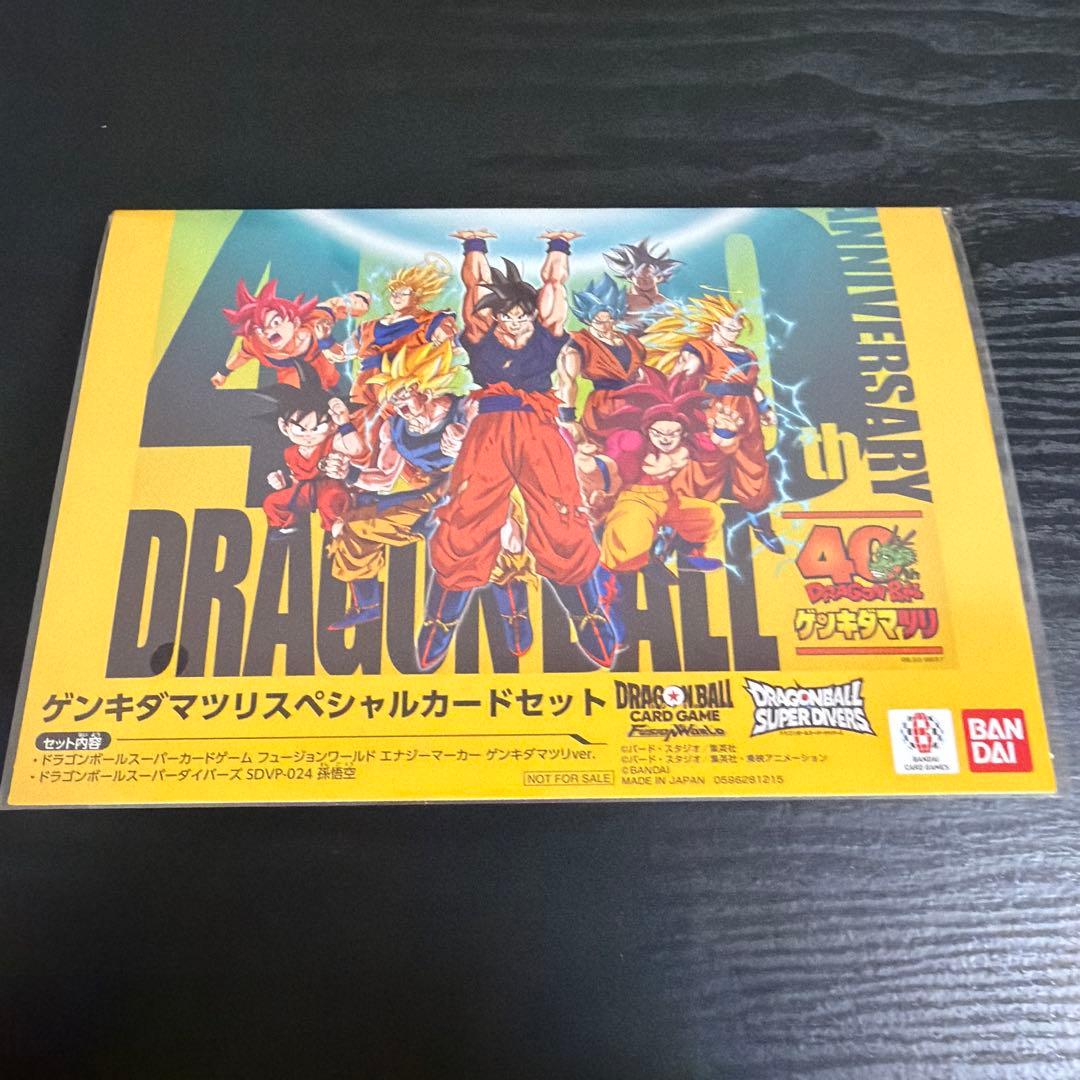 40th
ANNIVERSARY
DRAGON BALL
40th
DRAGON BALL
ゲンキダマツリ
ゲンキダマツリスペシャルカードセット
DRAGON BALL
CARD GAME
Fusion World
DRAGONBALL
SUPER DIVERS
BANDAI
CARD GAMES
BAN
DAI
セット内容
・ドラゴンボールスーパーカードゲーム フュージョンワールド エナジーマーカー ゲンキダマツリver.
・ドラゴンボールスーパーダイバーズ SDVP-024 孫悟空
NOT FOR SALE
©バード・スタジオ/集英社
©バード・スタジオ/集英社・東映アニメーション
©BANDAI
MADE IN JAPAN 0596291215